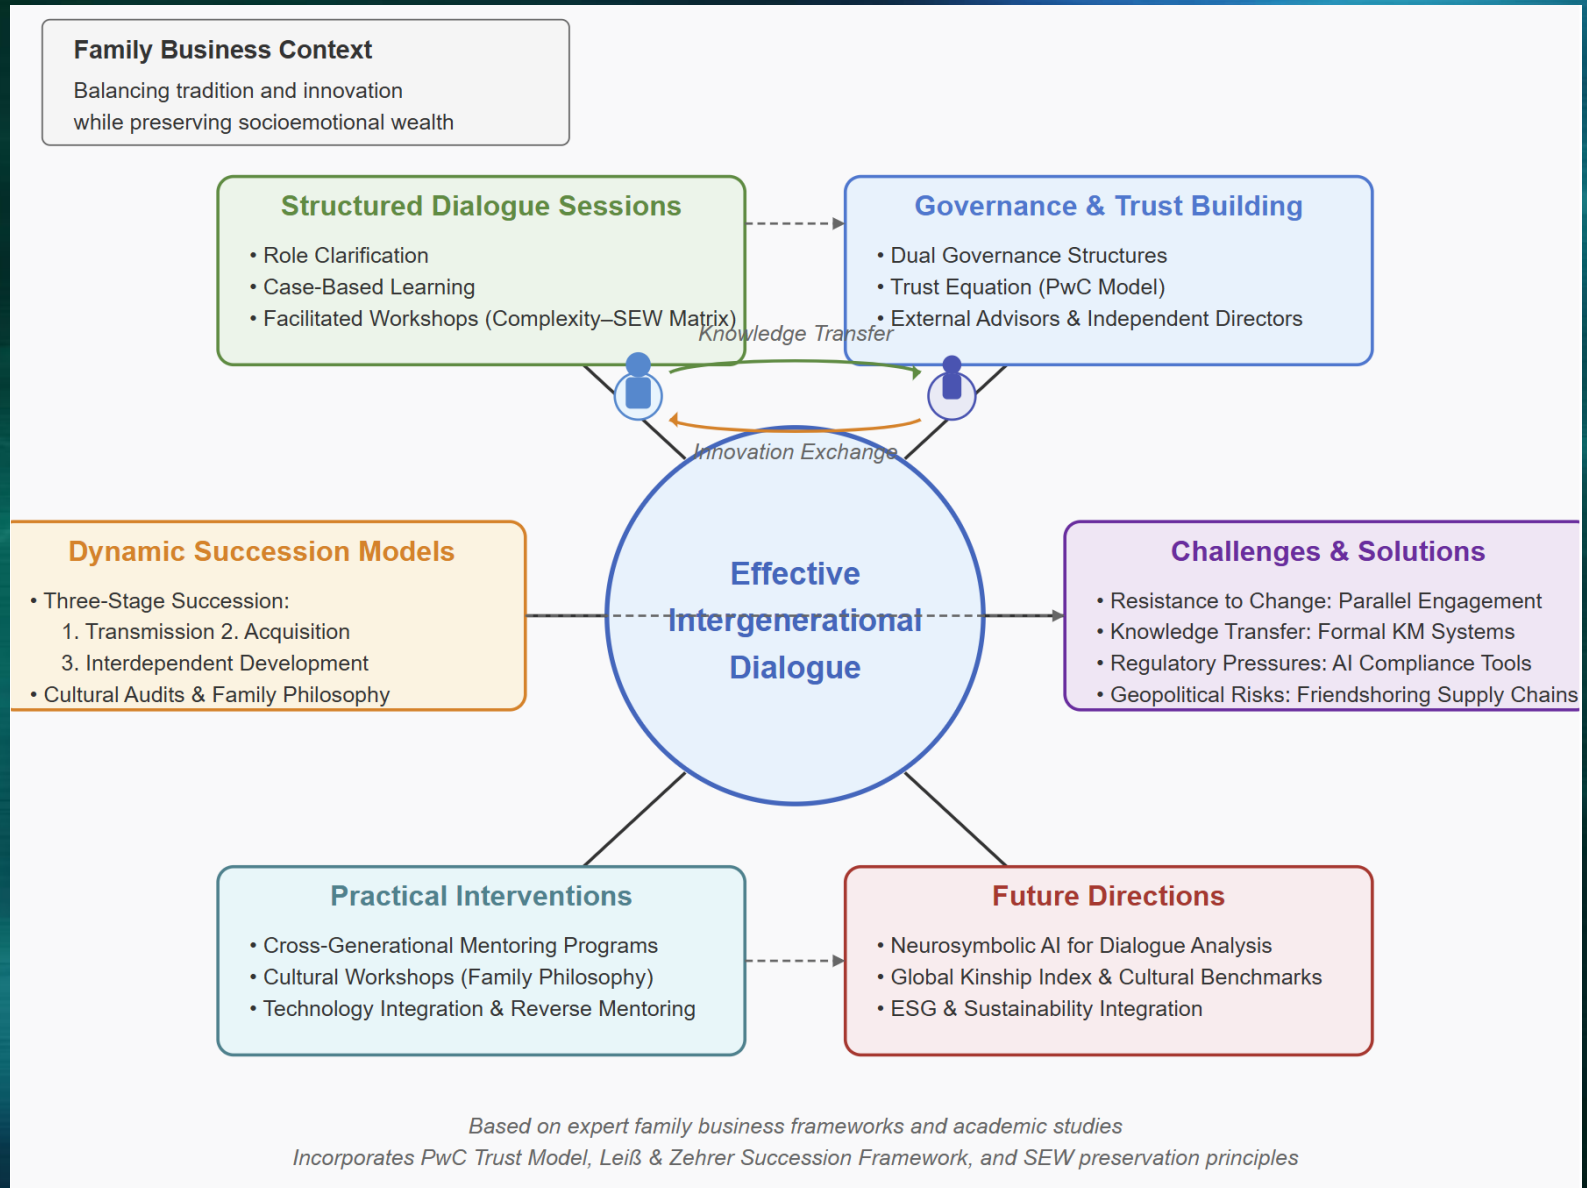 Family Business Context
Balancing tradition and innovation
while preserving socioemotional wealth
Structured Dialogue Sessions
• Role Clarification
• Case-Based Learning
• Facilitated Workshops (Complexity–SEW Matrix)
Governance & Trust Building
• Dual Governance Structures
• Trust Equation (PwC Model)
• External Advisors & Independent Directors
Knowledge Transfer
Innovation Exchange
Dynamic Succession Models
• Three-Stage Succession:
1. Transmission 2. Acquisition
3. Interdependent Development
• Cultural Audits & Family Philosophy
Effective
Intergenerational
Dialogue
Challenges & Solutions
• Resistance to Change: Parallel Engagement
• Knowledge Transfer: Formal KM Systems
• Regulatory Pressures: AI Compliance Tools
• Geopolitical Risks: Friendshoring Supply Chains
Practical Interventions
• Cross-Generational Mentoring Programs
• Cultural Workshops (Family Philosophy)
• Technology Integration & Reverse Mentoring
Future Directions
• Neurosymbolic AI for Dialogue Analysis
• Global Kinship Index & Cultural Benchmarks
• ESG & Sustainability Integration
Based on expert family business frameworks and academic studies
Incorporates PwC Trust Model, Leiß & Zehrer Succession Framework, and SEW preservation principles